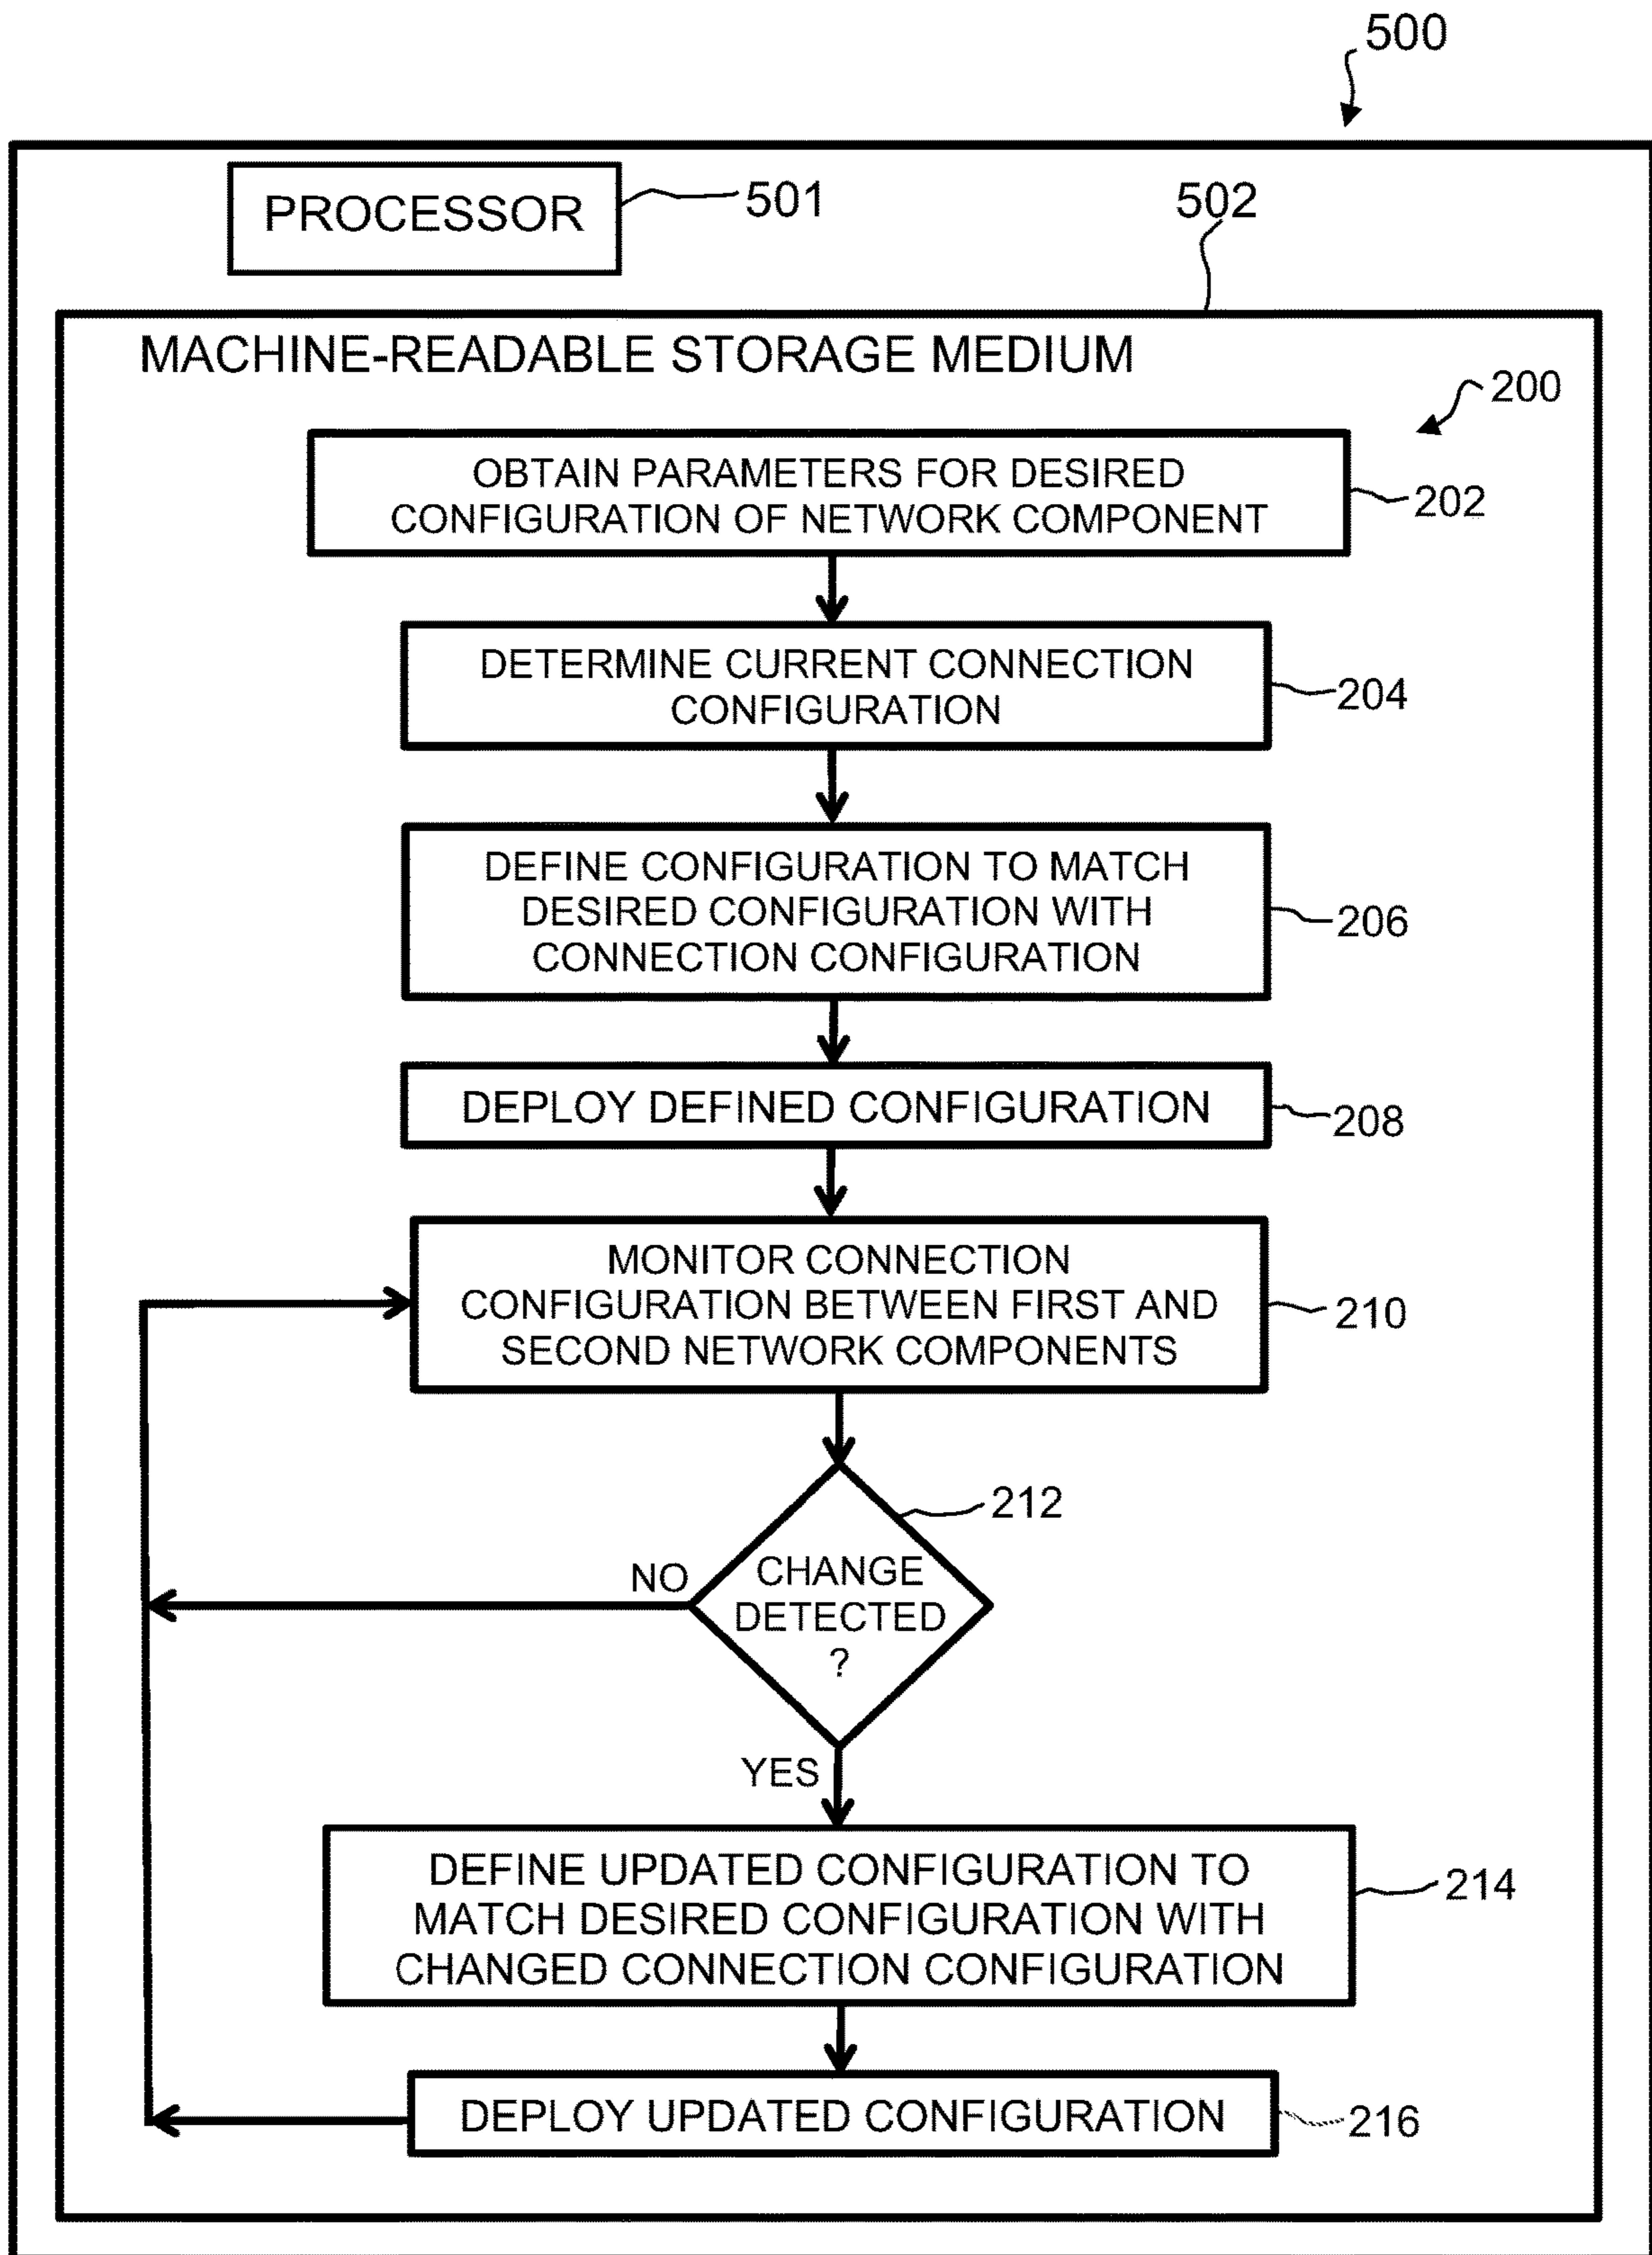 500
PROCESSOR
501
502
MACHINE-READABLE STORAGE MEDIUM
200
OBTAIN PARAMETERS FOR DESIRED
CONFIGURATION OF NETWORK COMPONENT
202
DETERMINE CURRENT CONNECTION
CONFIGURATION
204
DEFINE CONFIGURATION TO MATCH
DESIRED CONFIGURATION WITH
CONNECTION CONFIGURATION
206
DEPLOY DEFINED CONFIGURATION
208
MONITOR CONNECTION
CONFIGURATION BETWEEN FIRST AND
SECOND NETWORK COMPONENTS
210
212
CHANGE
DETECTED
?
NO
YES
DEFINE UPDATED CONFIGURATION TO
MATCH DESIRED CONFIGURATION WITH
CHANGED CONNECTION CONFIGURATION
214
DEPLOY UPDATED CONFIGURATION
216